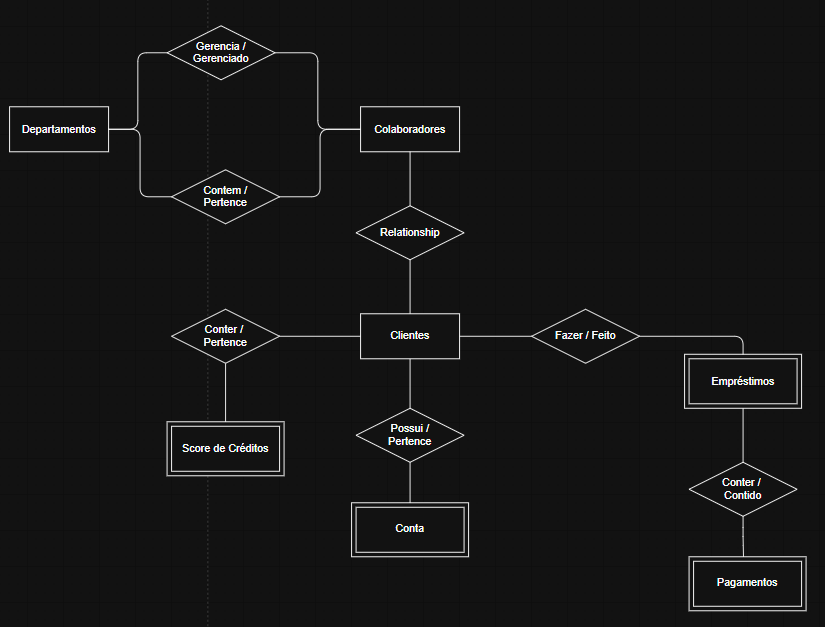 Gerencia /
Gerenciado
Departamentos
Colaboradores
Contem /
Pertence
Relationship
Conter /
Pertence
Clientes
Fazer / Feito
Empréstimos
Possui /
Pertence
Score de Créditos
Conter /
Contido
Conta
Pagamentos